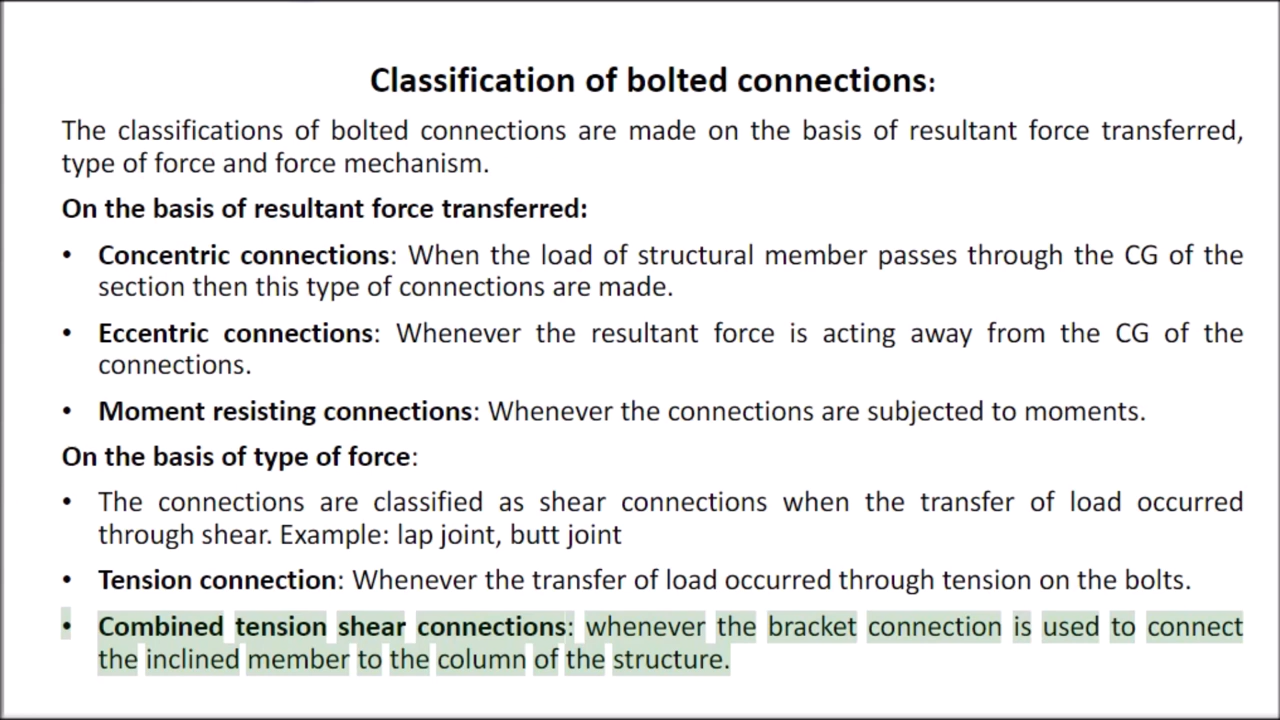 Classification of bolted connections:
The classifications of bolted connections are made on the basis of resultant force transferred,
type of force and force mechanism.
On the basis of resultant force transferred:
• Concentric connections: When the load of structural member passes through the CG of the
section then this type of connections are made.
• Eccentric connections: Whenever the resultant force is acting away from the CG of the
connections.
• Moment resisting connections: Whenever the connections are subjected to moments.
On the basis of type of force:
• The connections are classified as shear connections when the transfer of load occurred
through shear. Example: lap joint, butt joint
• Tension connection: Whenever the transfer of load occurred through tension on the bolts.
• Combined tension shear connections: whenever the bracket connection is used to connect
the inclined member to the column of the structure.